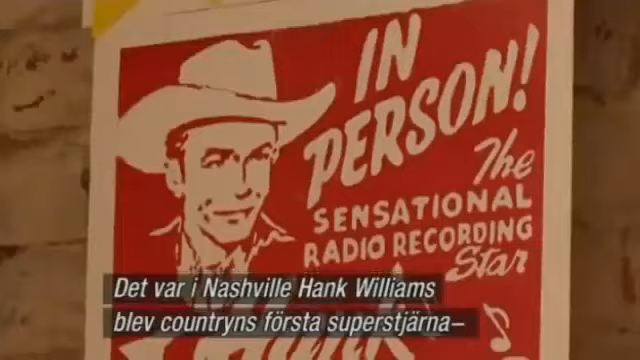 IN
PERSON!
The
SENSATIONAL
RADIO RECORDING
Star
Det var i Nashville Hank Williams
blev countryns första superstjärna–